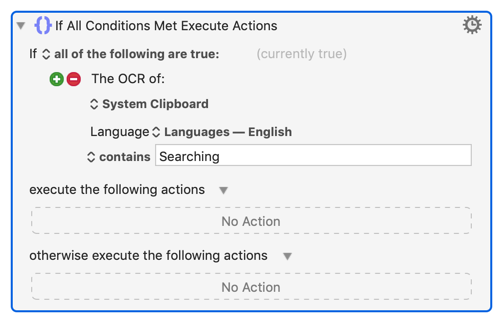 If All Conditions Met Execute Actions
If all of the following are true: (currently true)
The OCR of:
System Clipboard
Language Languages — English
contains Searching
execute the following actions
No Action
otherwise execute the following actions
No Action